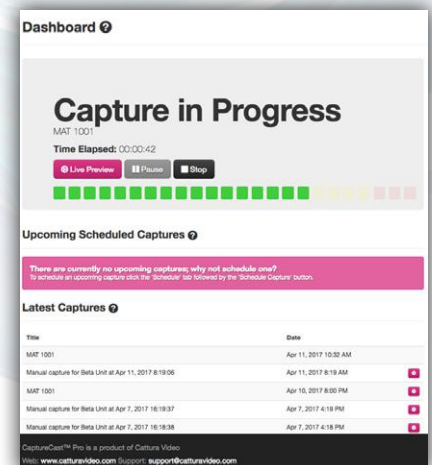 Dashboard
Capture in Progress
MAT 1001
Time Elapsed: 00:00:42
Live Preview
Pause
Stop
Upcoming Scheduled Captures
There are currently no upcoming captures; why not schedule one?
To schedule an upcoming capture click the 'Schedule' tab followed by the 'Schedule Capture' button.
Latest Captures
Title Date
MAT 1001 Apr 11, 2017 10:32 AM
Manual capture for Beta Unit at Apr 11, 2017 8:19:06 Apr 11, 2017 8:19 AM
MAT 1001 Apr 10, 2017 8:00 PM
Manual capture for Beta Unit at Apr 7, 2017 16:19:37 Apr 7, 2017 4:19 PM
Manual capture for Beta Unit at Apr 7, 2017 16:18:38 Apr 7, 2017 4:18 PM
CaptureCast™ Pro is a product of Cattura Video
Web: www.catturavideo.com Support: support@catturavideo.com